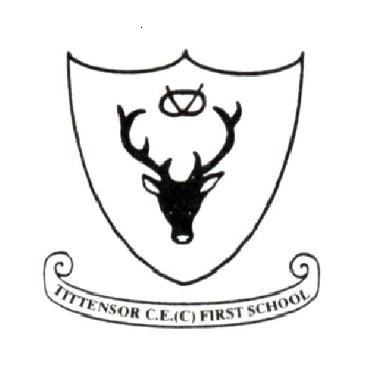 TITTENSOR C.E.(C) FIRST SCHOOL